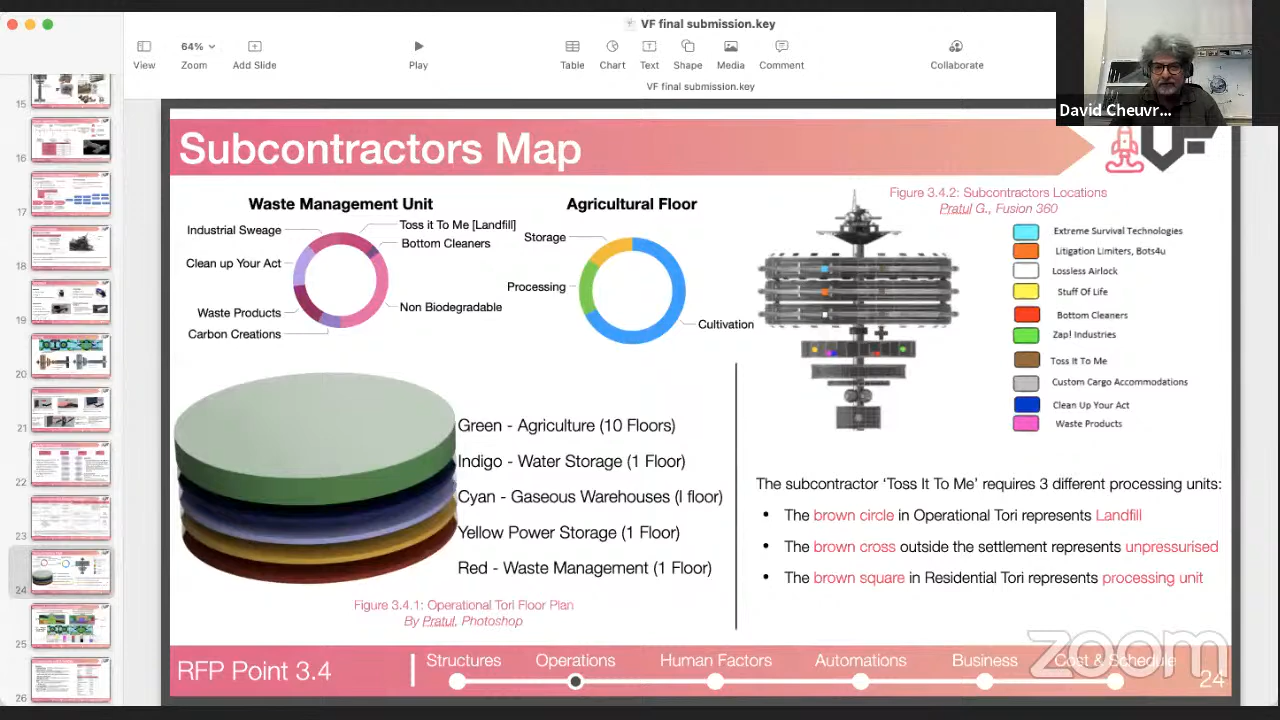 VF final submission.key
64%
View
Zoom
Add Slide
Play
Table
Chart
Text
Shape
Media
Comment
Collaborate
VF final submission.key
David Cheuvr...
15
16
17
18
19
20
21
22
23
24
25
26
Subcontractors Map
Waste Management Unit
Industrial Sweage
Toss it To Me [Landfill]
Bottom Cleaners
Clean up Your Act
Non Biodegradable
Waste Products
Carbon Creations
Agricultural Floor
Storage
Processing
Cultivation
Green - Agriculture (10 Floors)
Indigo - Water Storage (1 Floor)
Cyan - Gaseous Warehouses (I floor)
Yellow Power Storage (1 Floor)
Red - Waste Management (1 Floor)
Figure 3.4.1: Operational Tori Floor Plan
By Pratul, Photoshop
Figure 3.4.2: Subcontractors Locations
Pratul G., Fusion 360
Extreme Survival Technologies
Litigation Limiters, Bots4u
Lossless Airlock
Stuff Of Life
Bottom Cleaners
Zap! Industries
Toss It To Me
Custom Cargo Accommodations
Clean Up Your Act
Waste Products
The subcontractor ‘Toss It To Me’ requires 3 different processing units:
• The brown circle in Operational Tori represents Landfill
• The brown cross outside the settlement represents unpressurised
• The brown square in Residential Tori represents processing unit
RFP Point 3.4
Structures
Operations
Human Factors
Automations
Business
Cost & Schedule
24
zoom